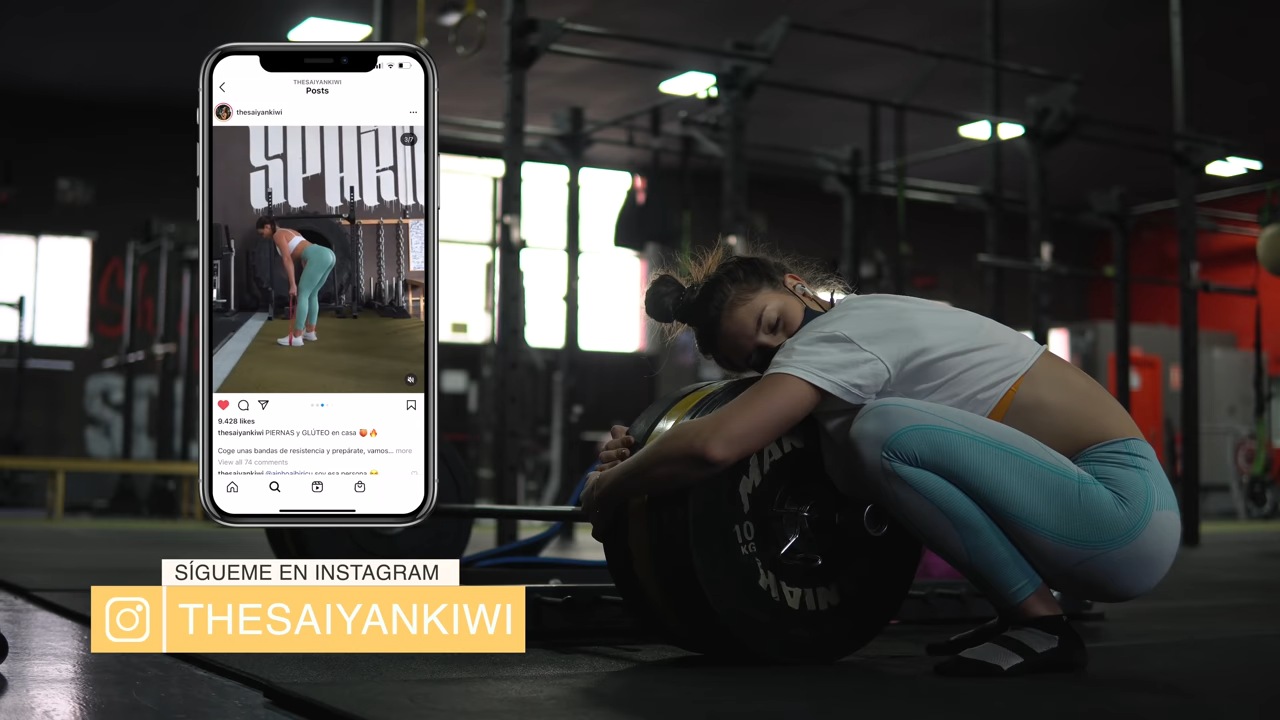 THESAIYANKIWI
Posts
thesaiyankiwi
3/7
SPAR
9.428 likes
thesaiyankiwi PIERNAS y GLÚTEO en casa 🍑🔥
Coge unas bandas de resistencia y prepárate, vamos... more
View all 74 comments
10
KG
SÍGUEME EN INSTAGRAM
THESAIYANKIWI